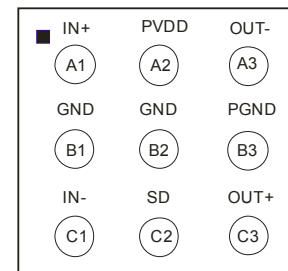 IN+ PVDD OUT-
A1 A2 A3
GND GND PGND
B1 B2 B3
IN- SD OUT+
C1 C2 C3